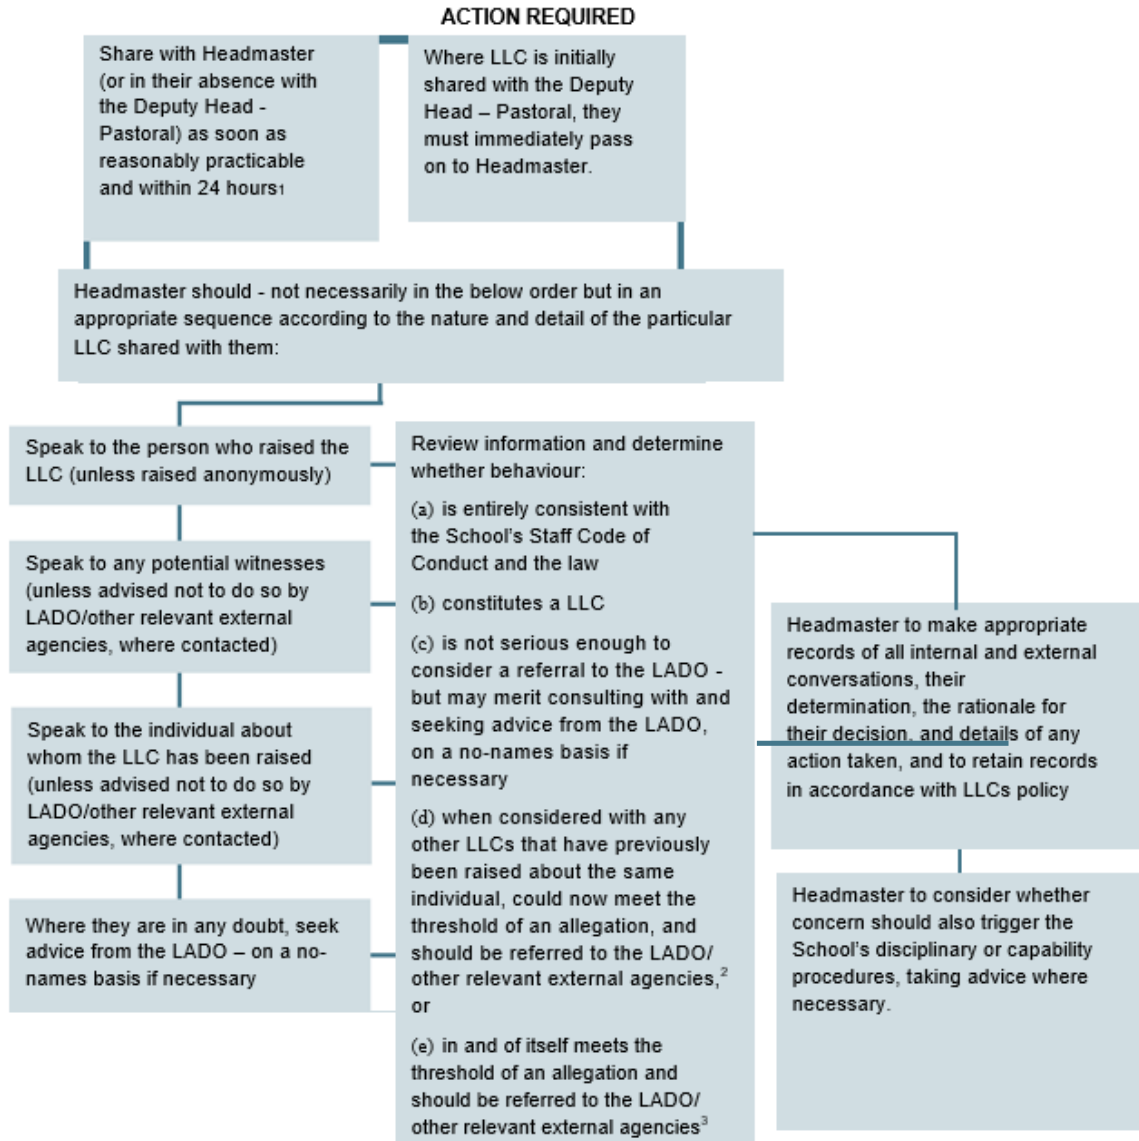 ACTION REQUIRED
Share with Headmaster
(or in their absence with
the Deputy Head -
Pastoral) as soon as
reasonably practicable
and within 24 hours1
Where LLC is initially
shared with the Deputy
Head – Pastoral, they
must immediately pass
on to Headmaster.
Headmaster should - not necessarily in the below order but in an
appropriate sequence according to the nature and detail of the particular
LLC shared with them:
Speak to the person who raised the
LLC (unless raised anonymously)
Speak to any potential witnesses
(unless advised not to do so by
LADO/other relevant external
agencies, where contacted)
Speak to the individual about
whom the LLC has been raised
(unless advised not to do so by
LADO/other relevant external
agencies, where contacted)
Where they are in any doubt, seek
advice from the LADO – on a no-
names basis if necessary
Review information and determine
whether behaviour:
(a) is entirely consistent with
the School's Staff Code of
Conduct and the law
(b) constitutes a LLC
(c) is not serious enough to
consider a referral to the LADO -
but may merit consulting with and
seeking advice from the LADO,
on a no-names basis if
necessary
(d) when considered with any
other LLCs that have previously
been raised about the same
individual, could now meet the
threshold of an allegation, and
should be referred to the LADO/
other relevant external agencies,2
or
(e) in and of itself meets the
threshold of an allegation and
should be referred to the LADO/
other relevant external agencies3
Headmaster to make appropriate
records of all internal and external
conversations, their
determination, the rationale for
their decision, and details of any
action taken, and to retain records
in accordance with LLCs policy
Headmaster to consider whether
concern should also trigger the
School's disciplinary or capability
procedures, taking advice where
necessary.